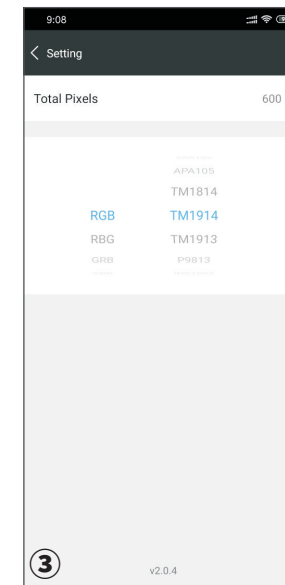 9:08
Setting
Total Pixels 600
APA105
TM1814
RGB TM1914
RBG TM1913
GRB P9813
3
v2.0.4